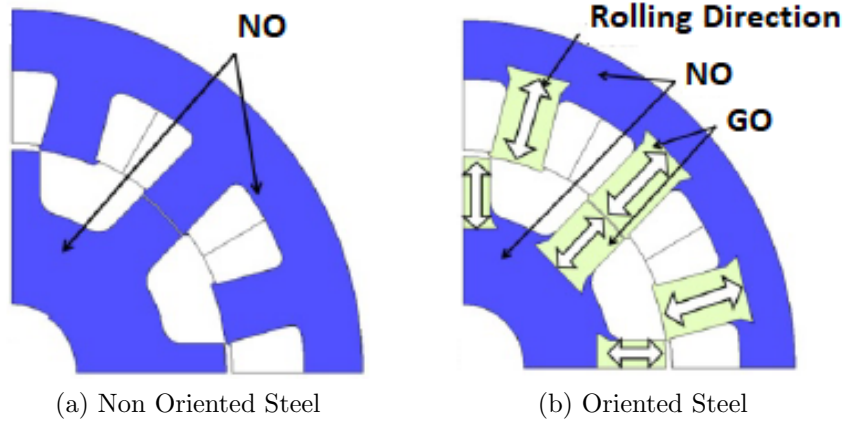 NO
(a) Non Oriented Steel
Rolling Direction
NO
GO
(b) Oriented Steel